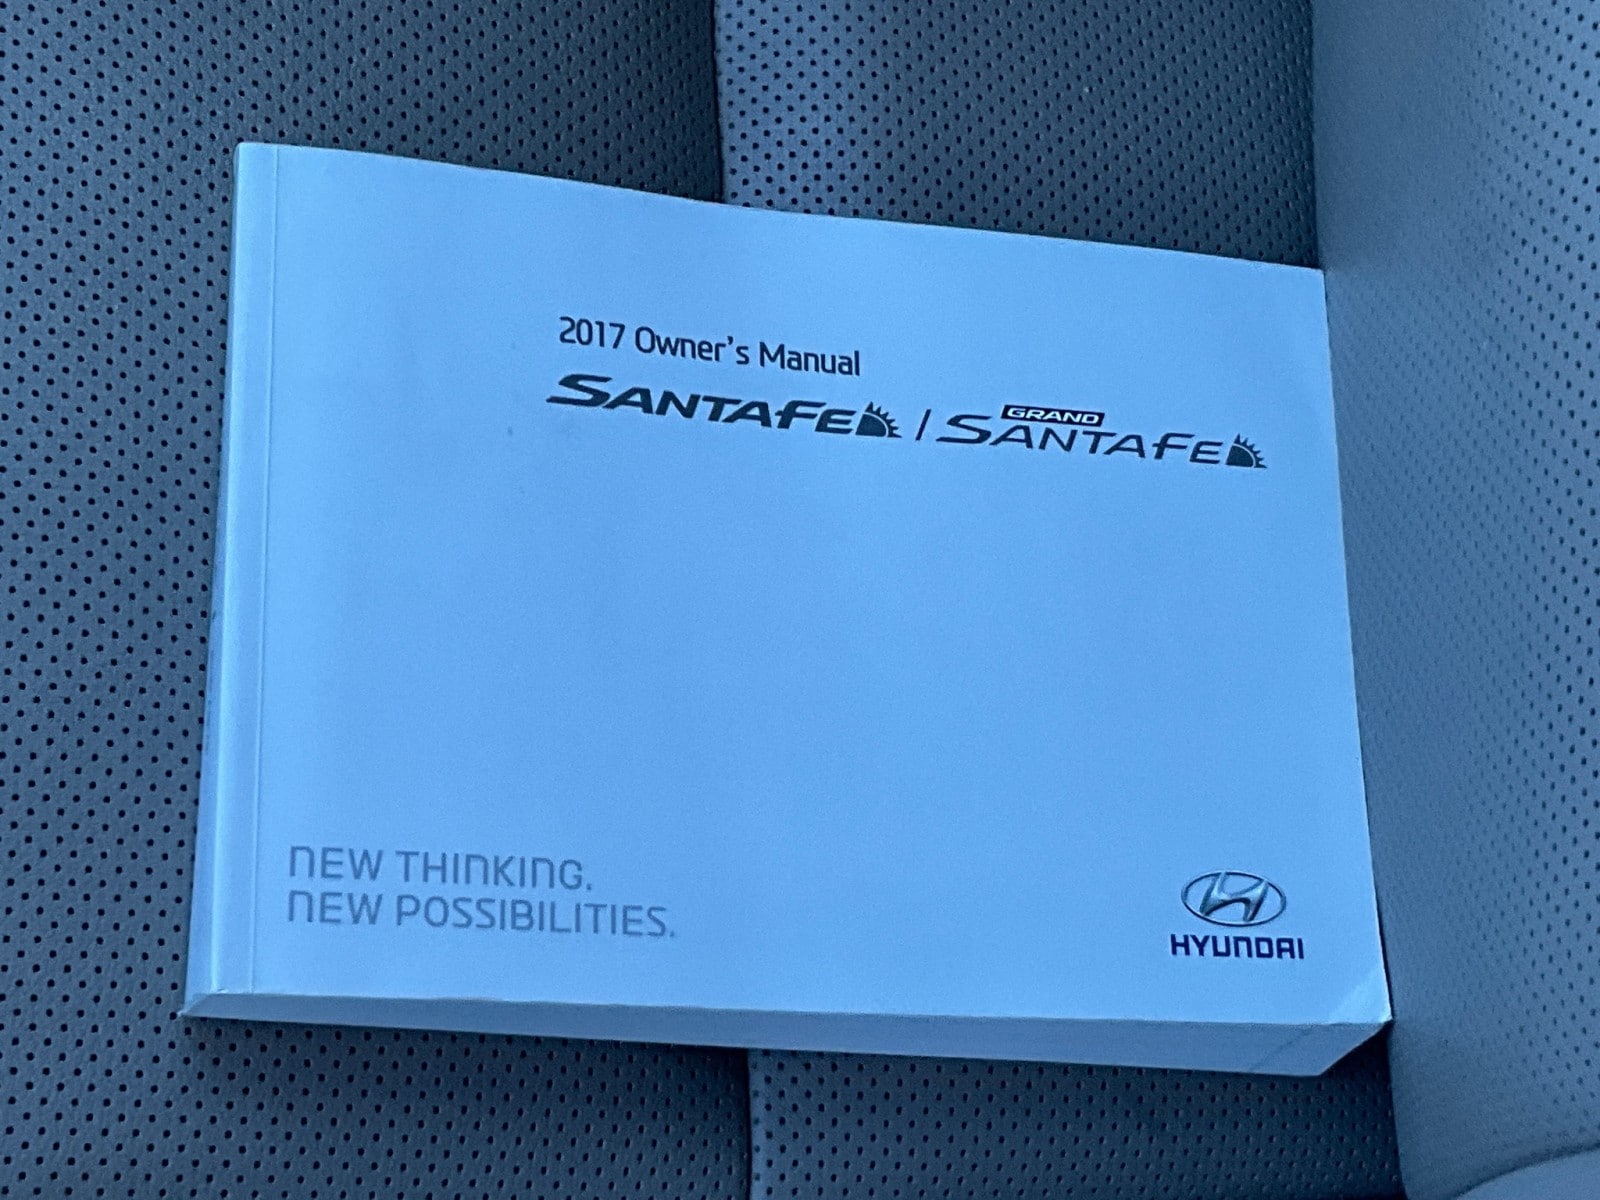 2017 Owner's Manual
SANTAFE / GRAND SANTAFE
NEW THINKING.
NEW POSSIBILITIES.
HYUNDAI